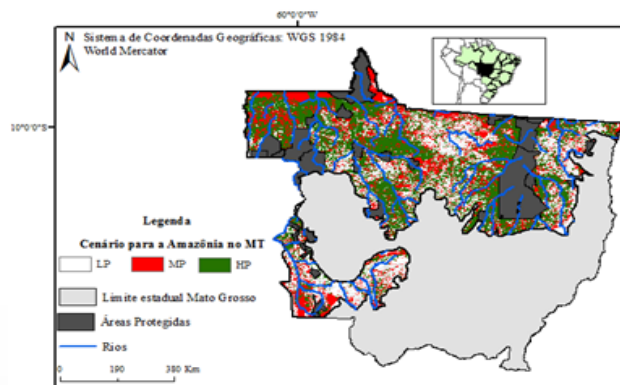 60°0'0"W
N Sistema de Coordenadas Geográficas: WGS 1984
World Mercator
10°0'0"S
Legenda
Cenário para a Amazônia no MT
LP MP HP
Limite estadual Mato Grosso
Áreas Protegidas
Rios
0 190 380 Km